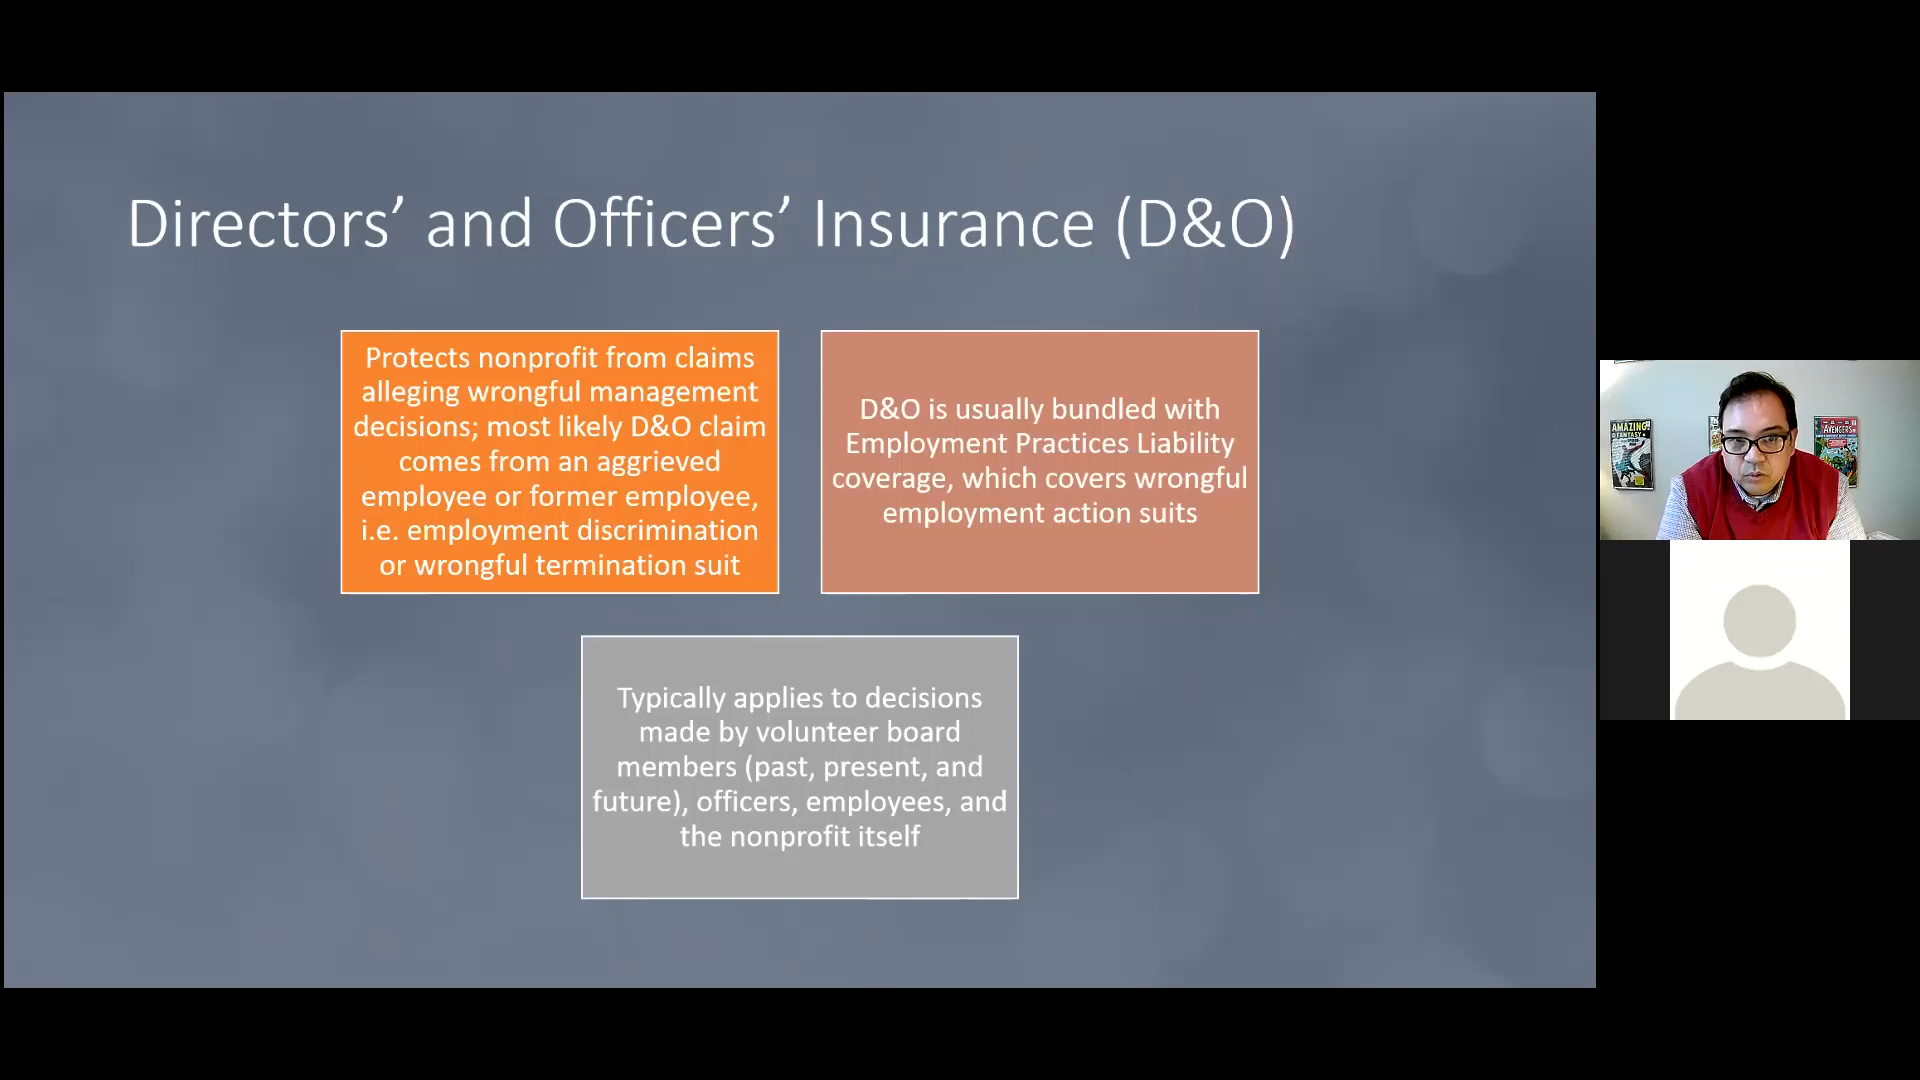 Directors’ and Officers’ Insurance (D&O)
Protects nonprofit from claims
alleging wrongful management
decisions; most likely D&O claim
comes from an aggrieved
employee or former employee,
i.e. employment discrimination
or wrongful termination suit
D&O is usually bundled with
Employment Practices Liability
coverage, which covers wrongful
employment action suits
Typically applies to decisions
made by volunteer board
members (past, present, and
future), officers, employees, and
the nonprofit itself
AMAZING
FANTASY
AVENGERS